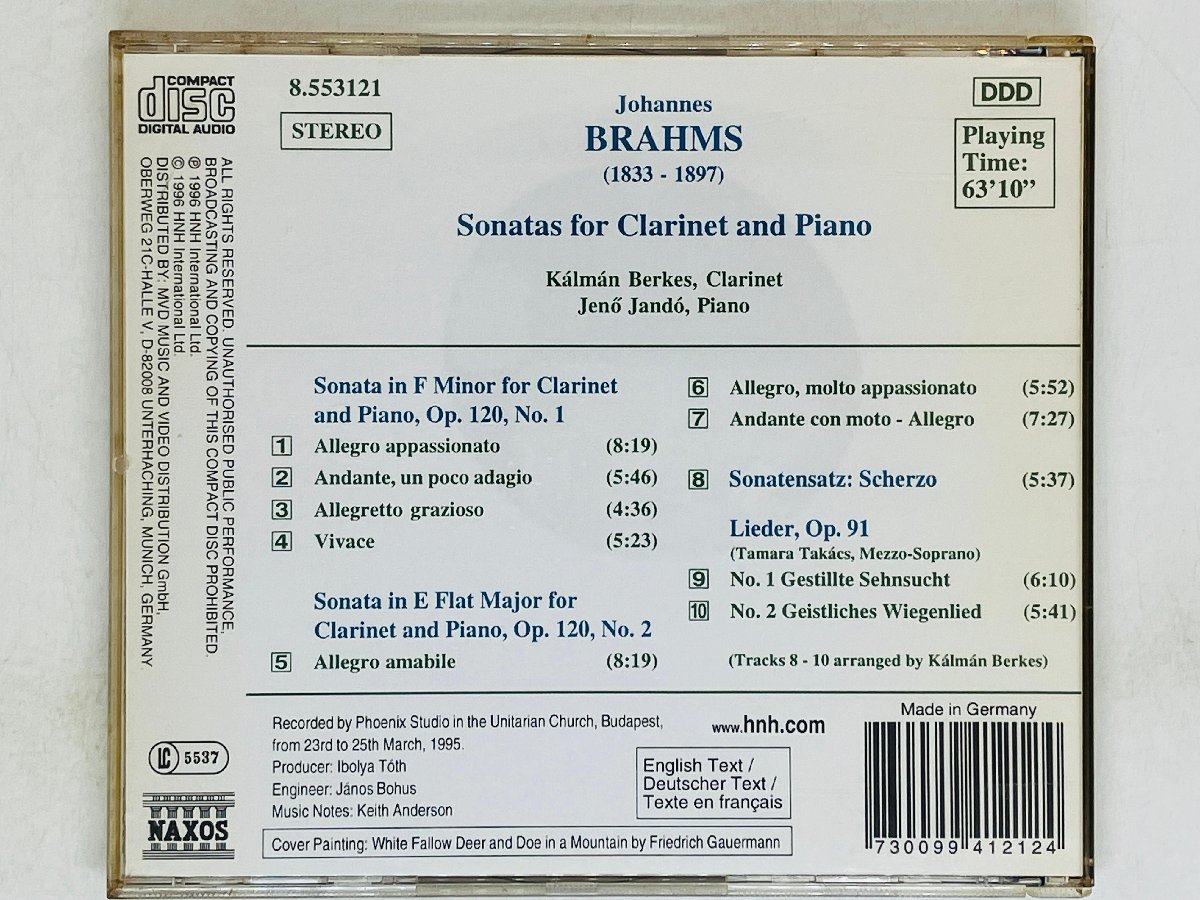 COMPACT
disc
DIGITAL AUDIO
8.553121
STEREO
Johannes
BRAHMS
(1833 - 1897)
Sonatas for Clarinet and Piano
Kálmán Berkes, Clarinet
Jenő Jandó, Piano
DDD
Playing
Time:
63'10”
ALL RIGHTS RESERVED. UNAUTHORISED PUBLIC PERFORMANCE,
BROADCASTING AND COPYING OF THIS COMPACT DISC PROHIBITED.
℗ 1996 HNH International Ltd.
© 1996 HNH International Ltd.
DISTRIBUTED BY: MVD MUSIC AND VIDEO DISTRIBUTION GmbH,
OBERWEG 21C-HALLE V, D-82008 UNTERHACHING, MUNICH, GERMANY
Sonata in F Minor for Clarinet
and Piano, Op. 120, No. 1
1 Allegro appassionato (8:19)
2 Andante, un poco adagio (5:46)
3 Allegretto grazioso (4:36)
4 Vivace (5:23)
Sonata in E Flat Major for
Clarinet and Piano, Op. 120, No. 2
5 Allegro amabile (8:19)
6 Allegro, molto appassionato (5:52)
7 Andante con moto - Allegro (7:27)
8 Sonatensatz: Scherzo (5:37)
Lieder, Op. 91
(Tamara Takács, Mezzo-Soprano)
9 No. 1 Gestillte Sehnsucht (6:10)
10 No. 2 Geistliches Wiegenlied (5:41)
(Tracks 8 - 10 arranged by Kálmán Berkes)
LC 5537
NAXOS
Recorded by Phoenix Studio in the Unitarian Church, Budapest,
from 23rd to 25th March, 1995.
Producer: Ibolya Tóth
Engineer: János Bohus
Music Notes: Keith Anderson
Cover Painting: White Fallow Deer and Doe in a Mountain by Friedrich Gauermann
www.hnh.com
English Text /
Deutscher Text /
Texte en français
Made in Germany
730099 412124